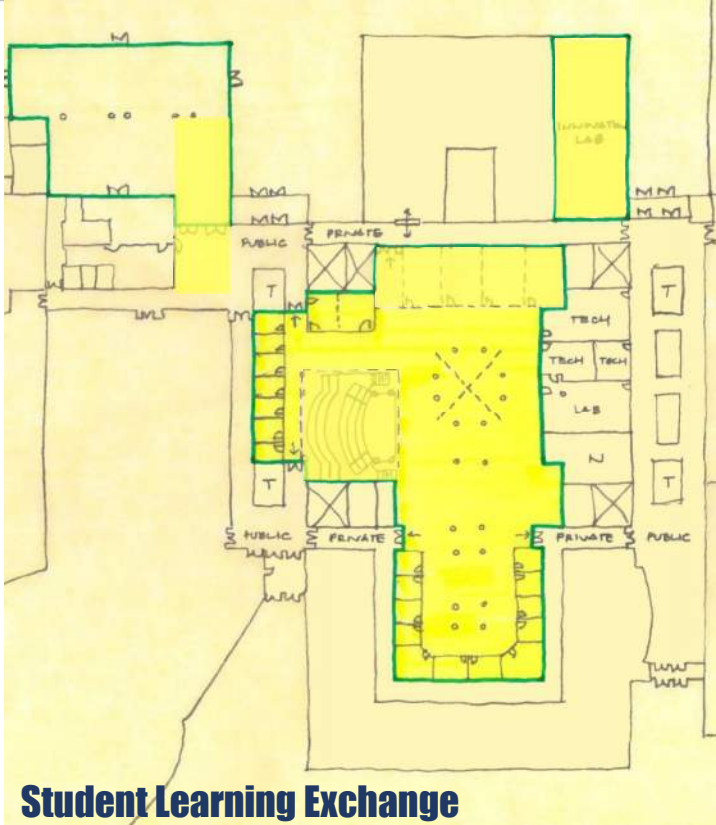 INNOVATION
LAB
PUBLIC
PRIVATE
T
T
TECH
TECH
TECH
LAB
N
T
T
PUBLIC
PRIVATE
PRIVATE
PUBLIC
Student Learning Exchange